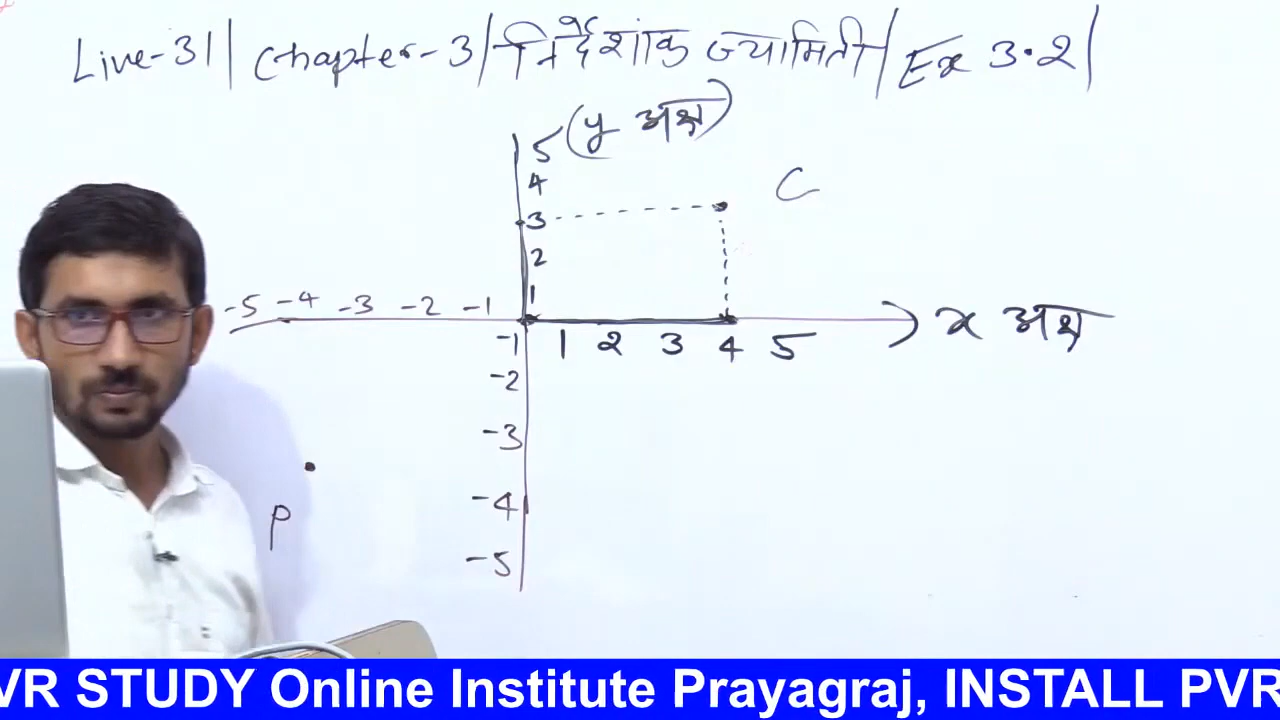 Live-31| Chapter-3| निर्देशांक ज्यामिती| Ex 3.2|
5 (y अक्ष)
4
C
3
2
1
-5 -4 -3 -2 -1
x अक्ष
-1 1 2 3 4 5
-2
-3
-4
P
-5
VR STUDY Online Institute Prayagraj, INSTALL PVR